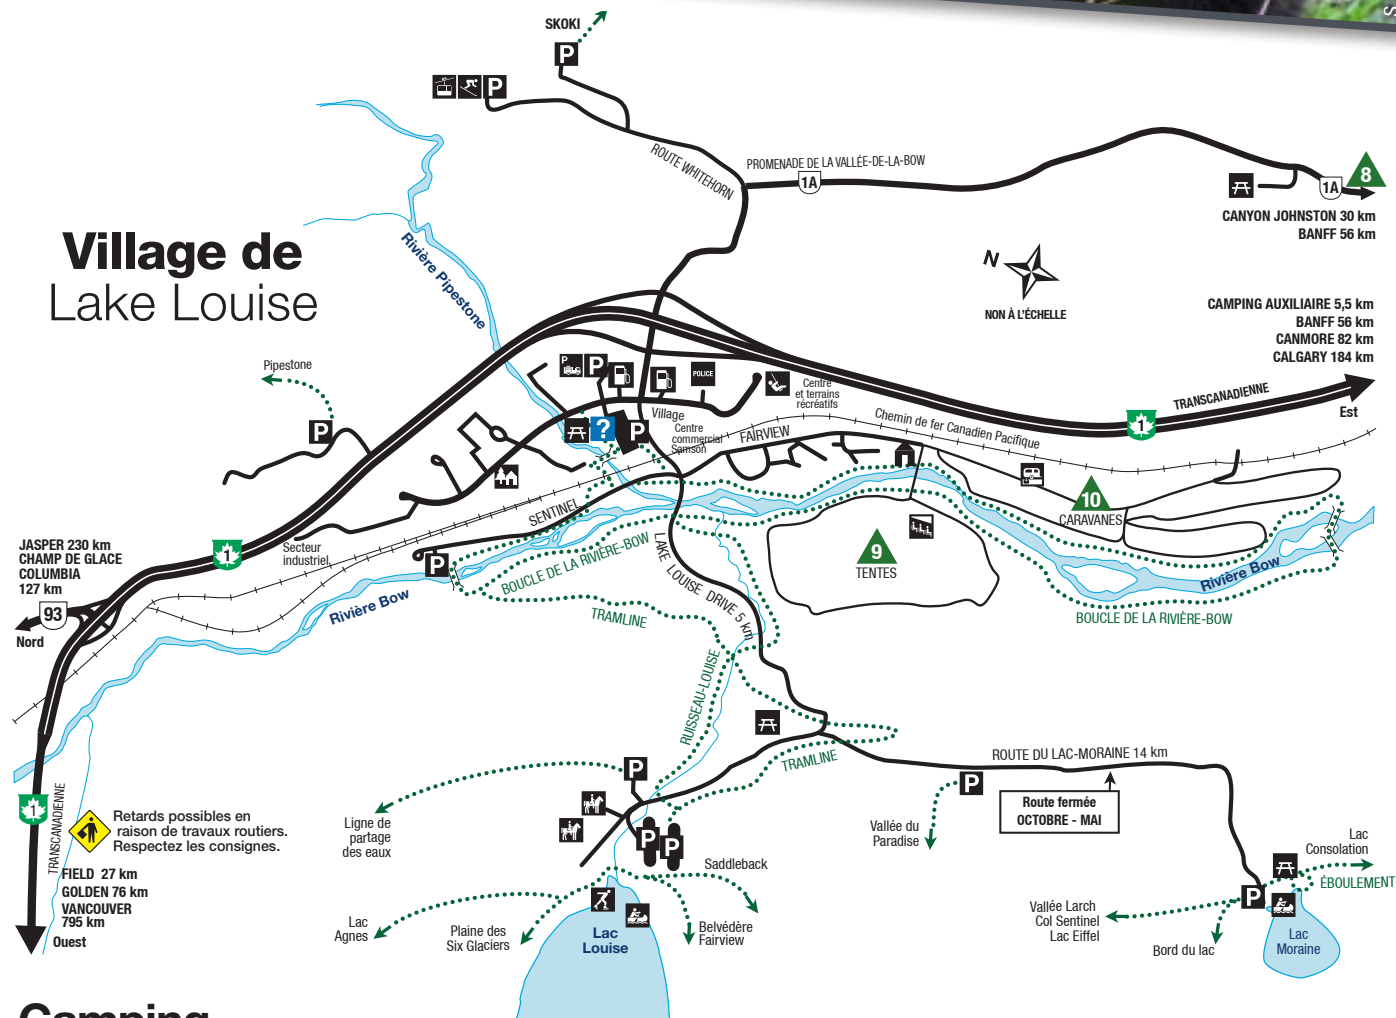 SKOKI
P
P
ROUTE WHITEHORN
PROMENADE DE LA VALLÉE-DE-LA-BOW
1A
1A
8
CANYON JOHNSTON 30 km
BANFF 56 km
Village de
Lake Louise
Rivière Pipestone
N
NON À L'ÉCHELLE
CAMPING AUXILIAIRE 5,5 km
BANFF 56 km
CANMORE 82 km
CALGARY 184 km
TRANSCANADIENNE
1
Est
Pipestone
P
P
P
POLICE
Centre
et terrains
récréatifs
Village
Centre
commercial
Samson
?
P
FAIRVIEW
Chemin de fer Canadien Pacifique
SENTINEL
10
CARAVANES
9
TENTES
JASPER 230 km
CHAMP DE GLACE
COLUMBIA
127 km
93
Nord
1
Secteur
industriel
P
BOUCLE DE LA RIVIÈRE-BOW
Rivière Bow
TRAMLINE
LAKE LOUISE DRIVE 5 km
Rivière Bow
BOUCLE DE LA RIVIÈRE-BOW
RUISSEAU-LOUISE
TRAMLINE
ROUTE DU LAC-MORAINE 14 km
Route fermée
OCTOBRE - MAI
P
Vallée du
Paradise
1
TRANSCANADIENNE
Retards possibles en
raison de travaux routiers.
Respectez les consignes.
FIELD 27 km
GOLDEN 76 km
VANCOUVER
795 km
Ouest
P
Ligne de
partage
des eaux
P
P
Saddleback
Lac
Agnes
Plaine des
Six Glaciers
Lac
Louise
Belvédère
Fairview
Lac
Consolation
ÉBOULEMENT
P
Vallée Larch
Col Sentinel
Lac Eiffel
Bord du lac
Lac
Moraine